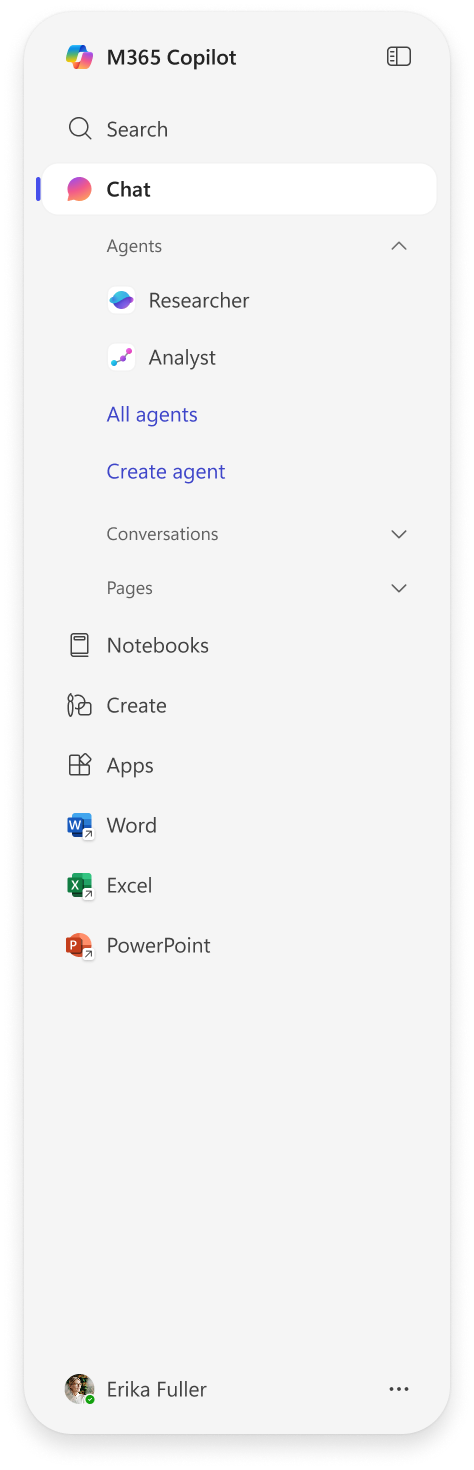 M365 Copilot
Search
Chat
Agents
Researcher
Analyst
All agents
Create agent
Conversations
Pages
Notebooks
Create
Apps
W Word
X Excel
P PowerPoint
Erika Fuller